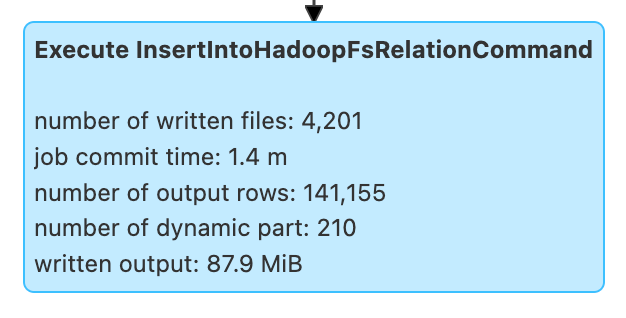 Execute InsertIntoHadoopFsRelationCommand
number of written files: 4,201
job commit time: 1.4 m
number of output rows: 141,155
number of dynamic part: 210
written output: 87.9 MiB